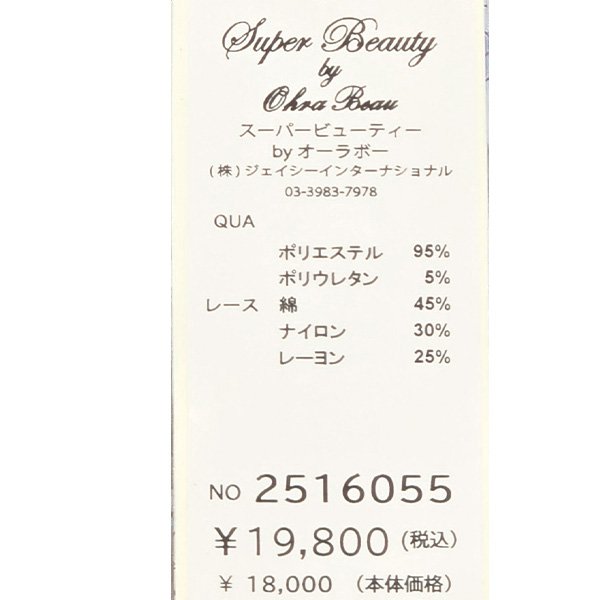 Super Beauty
by
Ohra Beau
スーパービューティー
by オーラボー
(株)ジェイシーインターナショナル
03-3983-7978
QUA
ポリエステル 95%
ポリウレタン 5%
レース 綿 45%
ナイロン 30%
レーヨン 25%
NO 2516055
¥19,800(税込)
¥ 18,000 (本体価格)